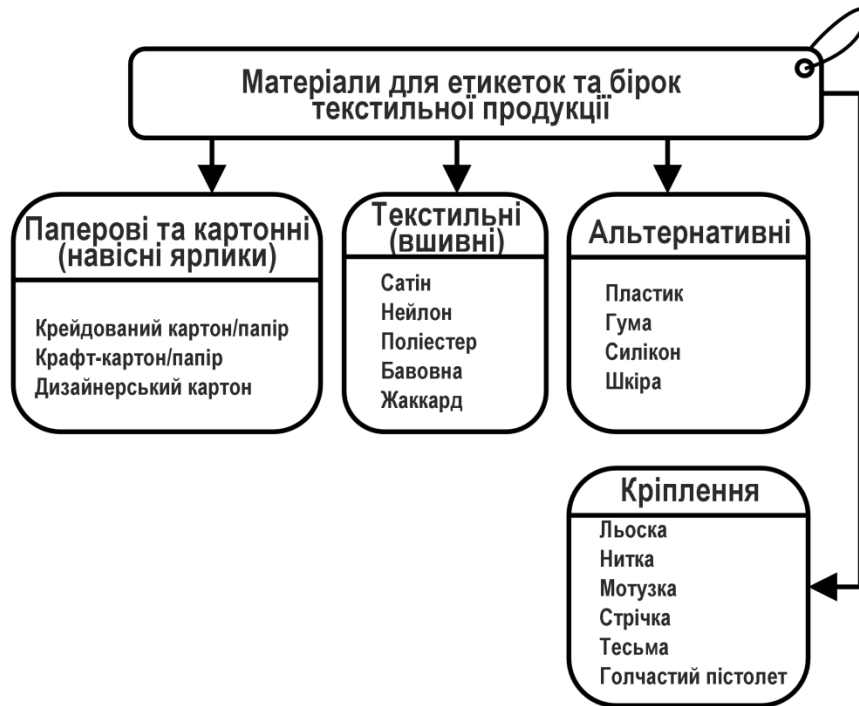 Матеріали для етикеток та бірок
текстильної продукції
Паперові та картонні
(навісні ярлики)
Крейдований картон/папір
Крафт-картон/папір
Дизайнерський картон
Текстильні
(вшивні)
Сатін
Нейлон
Поліестер
Бавовна
Жаккард
Альтернативні
Пластик
Гума
Силікон
Шкіра
Кріплення
Льоска
Нитка
Мотузка
Стрічка
Тесьма
Голчастий пістолет